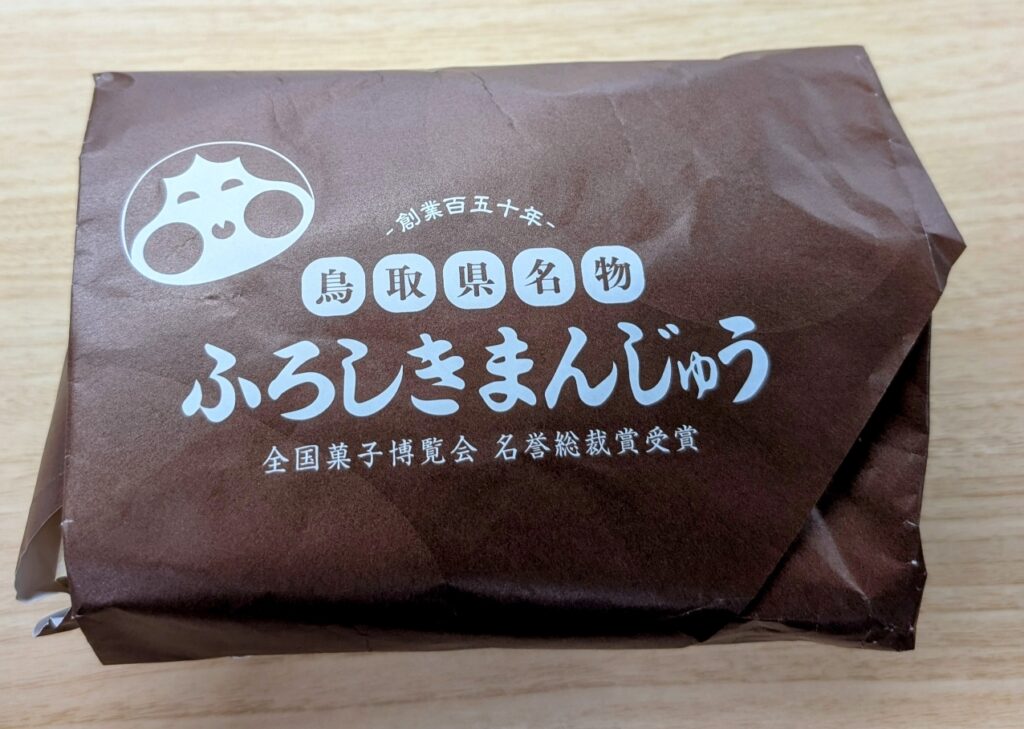 -創業百五十年-
鳥取県名物
ふろしきまんじゅう
全国菓子博覧会 名誉総裁賞受賞